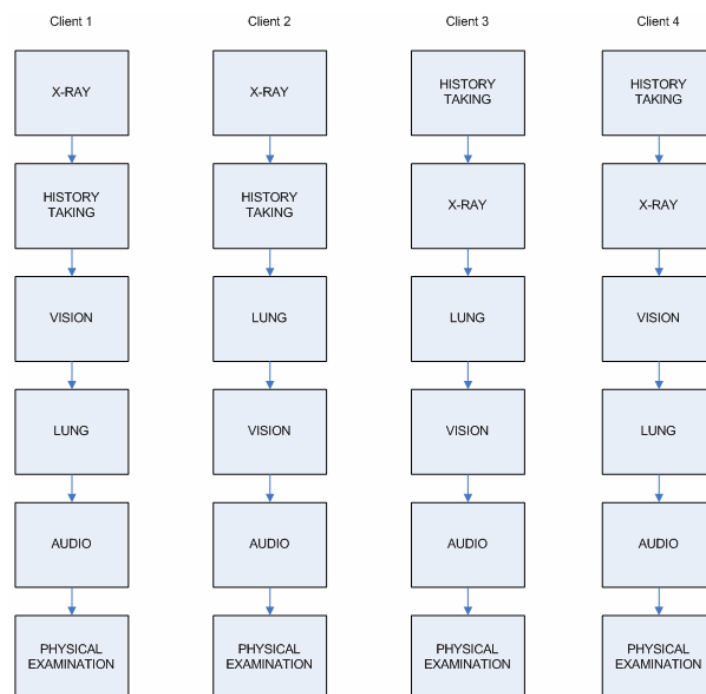 Client 1
Client 2
Client 3
Client 4
X-RAY
X-RAY
HISTORY
TAKING
HISTORY
TAKING
HISTORY
TAKING
HISTORY
TAKING
X-RAY
X-RAY
VISION
LUNG
LUNG
VISION
LUNG
VISION
VISION
LUNG
AUDIO
AUDIO
AUDIO
AUDIO
PHYSICAL
EXAMINATION
PHYSICAL
EXAMINATION
PHYSICAL
EXAMINATION
PHYSICAL
EXAMINATION